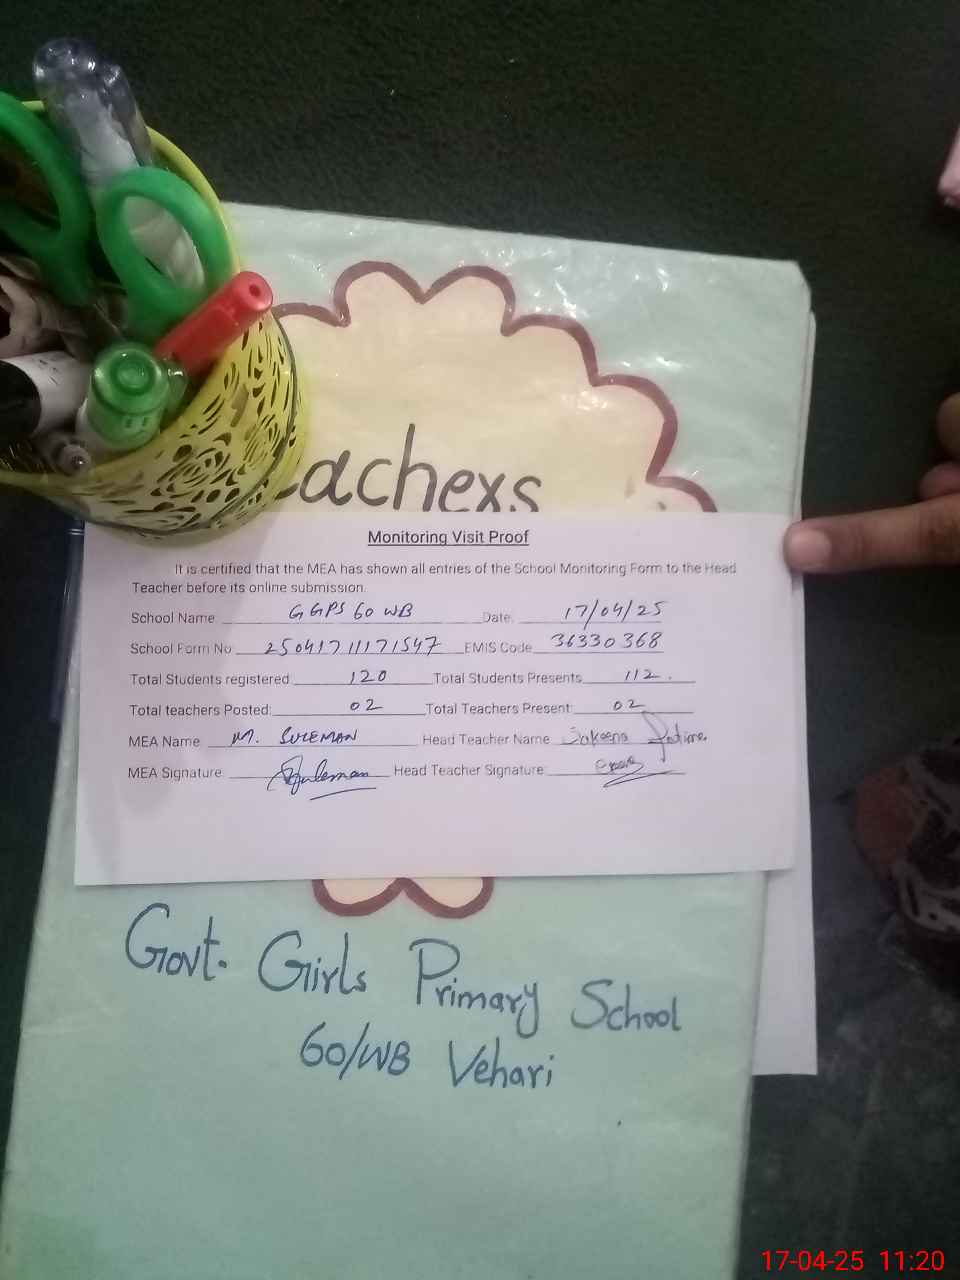 achers
Monitoring Visit Proof
It is certified that the MEA has shown all entries of the School Monitoring Form to the Head
Teacher before its online submission.
School Name GGPS 60 WB Date: 17/04/25
School Form No 25041711171547 EMIS Code 36330368
Total Students registered 120 Total Students Presents 112.
Total teachers Posted: 02 Total Teachers Present: 02
MEA Name M. SULEMAN Head Teacher Name Sakeena Fatima
MEA Signature Suleman Head Teacher Signature:
Govt. Girls Primary School
60/WB Vehari
17-04-25 11:20